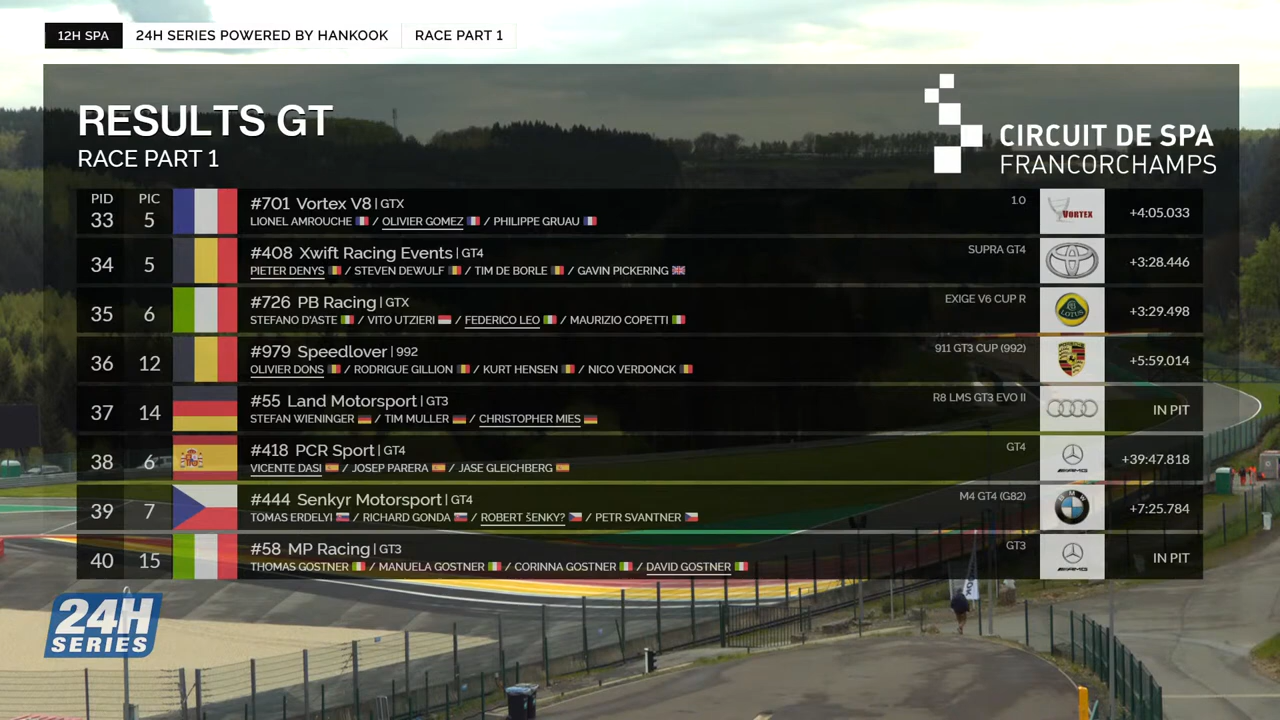 12H SPA 24H SERIES POWERED BY HANKOOK RACE PART 1
RESULTS GT
RACE PART 1
CIRCUIT DE SPA
FRANCORCHAMPS
PID PIC
33 5 #701 Vortex V8 | GTX 1.0 VORTEX +4:05.033
LIONEL AMROUCHE / OLIVIER GOMEZ / PHILIPPE GRUAU
34 5 #408 Xwift Racing Events | GT4 SUPRA GT4 +3:28.446
PIETER DENYS / STEVEN DEWULF / TIM DE BORLE / GAVIN PICKERING
35 6 #726 PB Racing | GTX EXIGE V6 CUP R LOTUS +3:29.498
STEFANO D'ASTE / VITO UTZIERI / FEDERICO LEO / MAURIZIO COPETTI
36 12 #979 Speedlover | 992 911 GT3 CUP (992) +5:59.014
OLIVIER DONS / RODRIGUE GILLION / KURT HENSEN / NICO VERDONCK
37 14 #55 Land Motorsport | GT3 R8 LMS GT3 EVO II IN PIT
STEFAN WIENINGER / TIM MULLER / CHRISTOPHER MIES
38 6 #418 PCR Sport | GT4 GT4 AMG +39:47.818
VICENTE DASI / JOSEP PARERA / JASE GLEICHBERG
39 7 #444 Senkyr Motorsport | GT4 M4 GT4 (G82) BMW +7:25.784
TOMAS ERDELYI / RICHARD GONDA / ROBERT ŠENKY? / PETR SVANTNER
40 15 #58 MP Racing | GT3 GT3 AMG IN PIT
THOMAS GOSTNER / MANUELA GOSTNER / CORINNA GOSTNER / DAVID GOSTNER
24H
SERIES